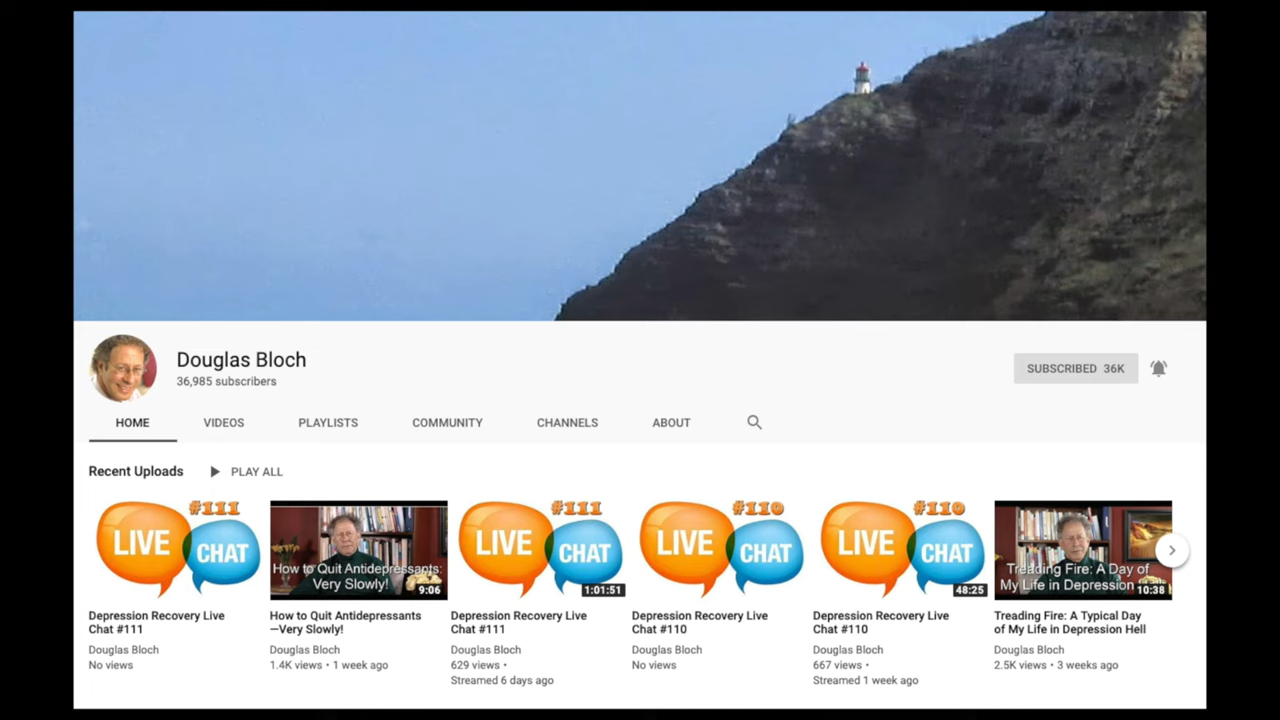 Douglas Bloch
36,985 subscribers
SUBSCRIBED 36K
HOME VIDEOS PLAYLISTS COMMUNITY CHANNELS ABOUT
Recent Uploads PLAY ALL
#111
LIVE CHAT
Depression Recovery Live
Chat #111
Douglas Bloch
No views
How to Quit Antidepressants:
Very Slowly!
9:06
How to Quit Antidepressants
—Very Slowly!
Douglas Bloch
1.4K views • 1 week ago
#111
LIVE CHAT
1:01:51
Depression Recovery Live
Chat #111
Douglas Bloch
629 views •
Streamed 6 days ago
#110
LIVE CHAT
Depression Recovery Live
Chat #110
Douglas Bloch
No views
#110
LIVE CHAT
48:25
Depression Recovery Live
Chat #110
Douglas Bloch
667 views •
Streamed 1 week ago
Treading Fire: A Day of
My Life in Depression
10:38
Treading Fire: A Typical Day
of My Life in Depression Hell
Douglas Bloch
2.5K views • 3 weeks ago